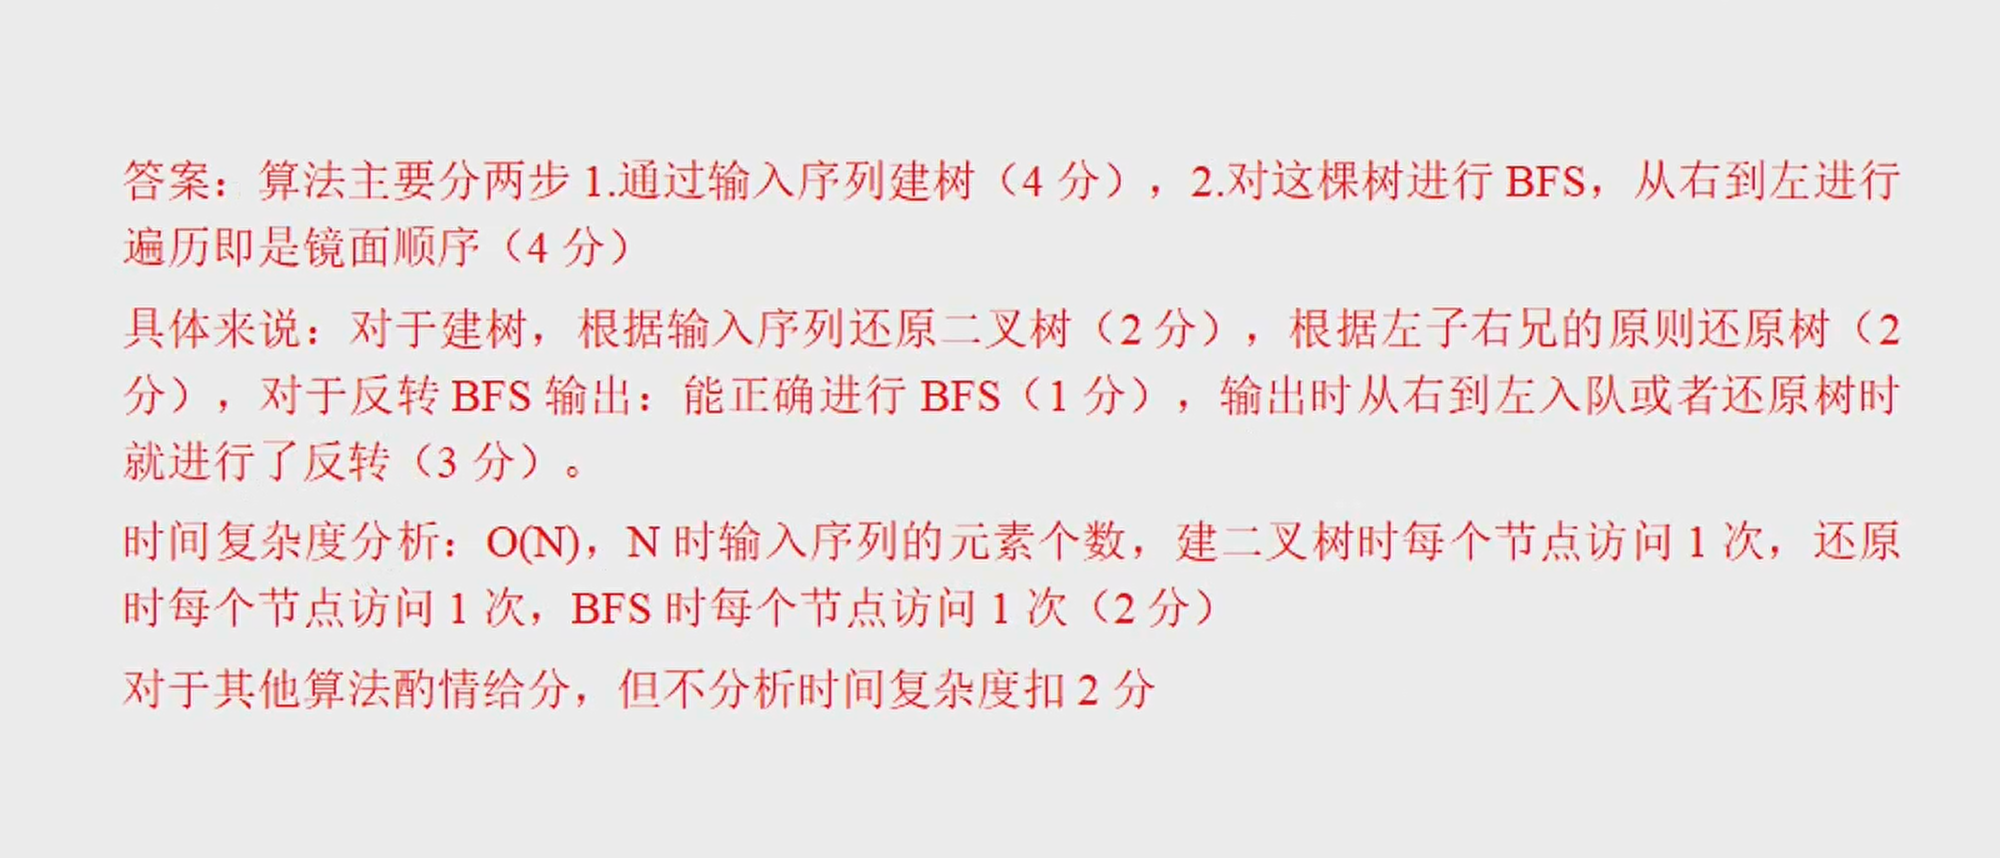 答案：算法主要分两步 1.通过输入序列建树（4 分），2.对这棵树进行 BFS，从右到左进行
遍历即是镜面顺序（4 分）
具体来说：对于建树，根据输入序列还原二叉树（2 分），根据左子右兄的原则还原树（2
分），对于反转 BFS 输出：能正确进行 BFS（1 分），输出时从右到左入队或者还原树时
就进行了反转（3 分）。
时间复杂度分析：O(N)，N 时输入序列的元素个数，建二叉树时每个节点访问 1 次，还原
时每个节点访问 1 次，BFS 时每个节点访问 1 次（2 分）
对于其他算法酌情给分，但不分析时间复杂度扣 2 分